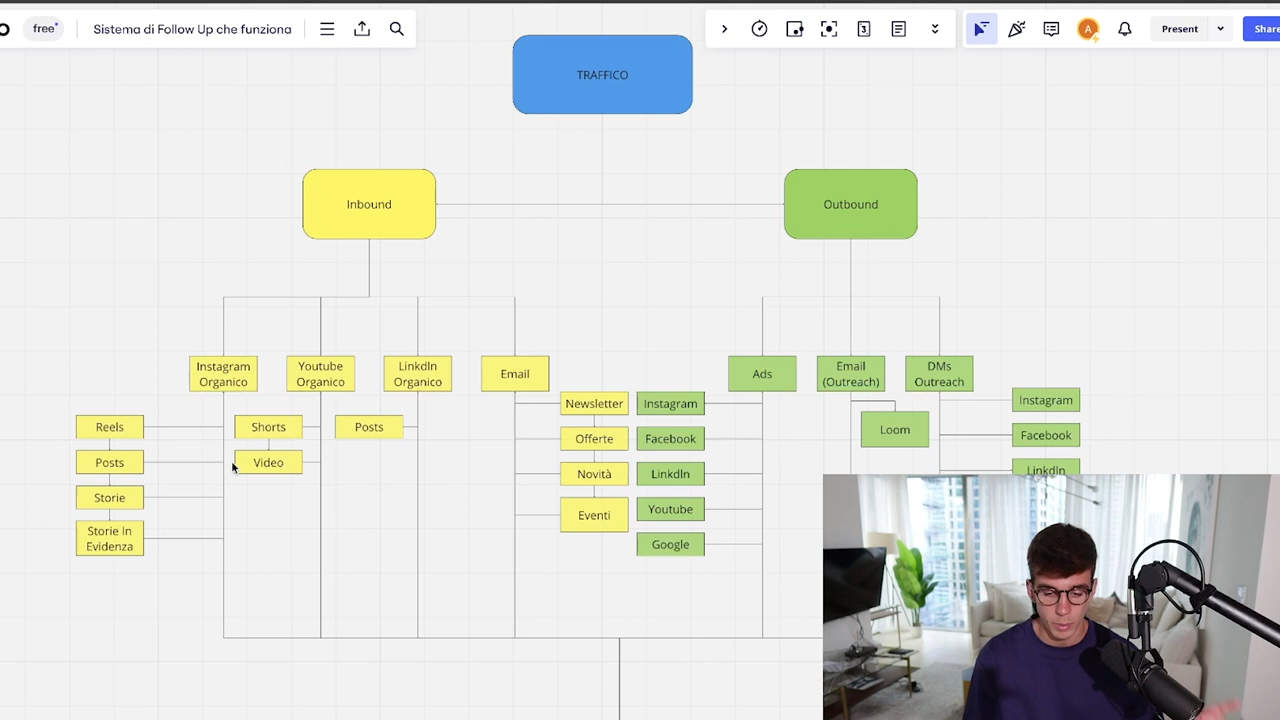 free
Sistema di Follow Up che funziona
3
A
Present
Share
TRAFFICO
Inbound
Outbound
Instagram
Organico
Youtube
Organico
LinkdIn
Organico
Email
Ads
Email
(Outreach)
DMs
Outreach
Reels
Posts
Storie
Storie In
Evidenza
Shorts
Video
Posts
Newsletter
Offerte
Novità
Eventi
Instagram
Facebook
LinkdIn
Youtube
Google
Loom
Instagram
Facebook
LinkdIn